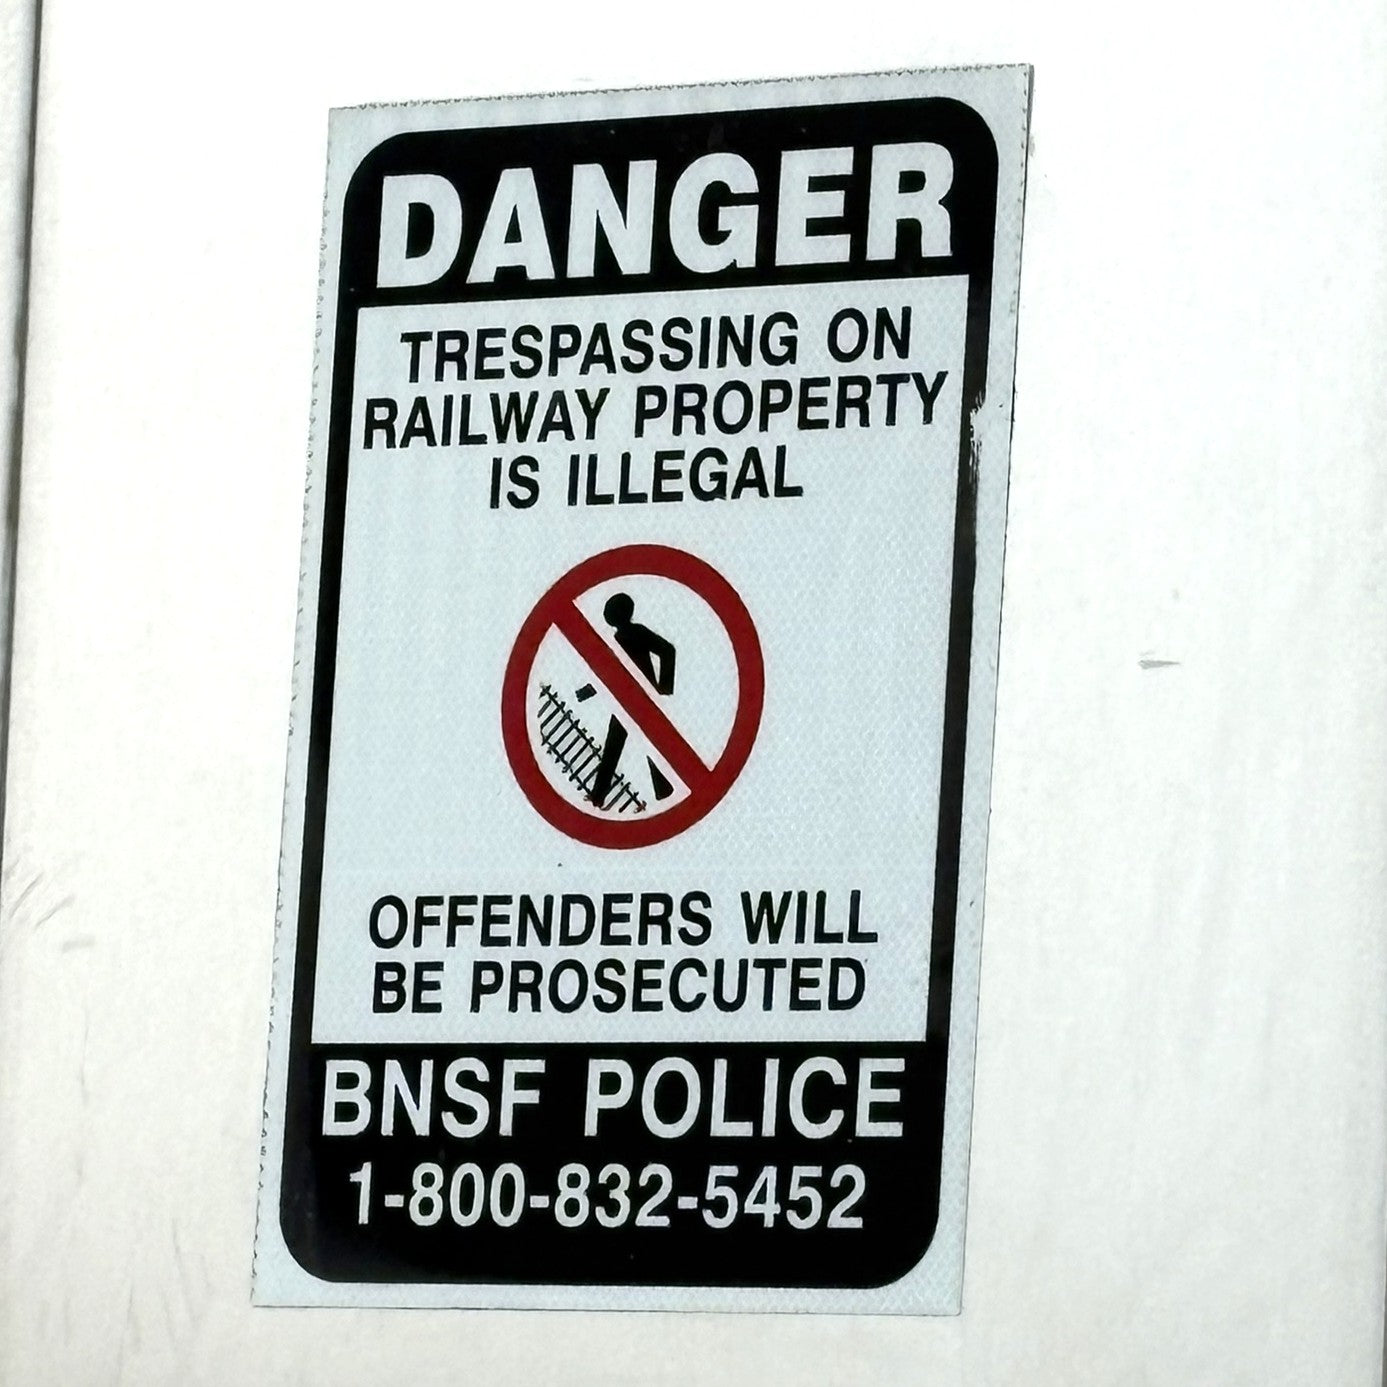 DANGER
TRESPASSING ON
RAILWAY PROPERTY
IS ILLEGAL
OFFENDERS WILL
BE PROSECUTED
BNSF POLICE
1-800-832-5452